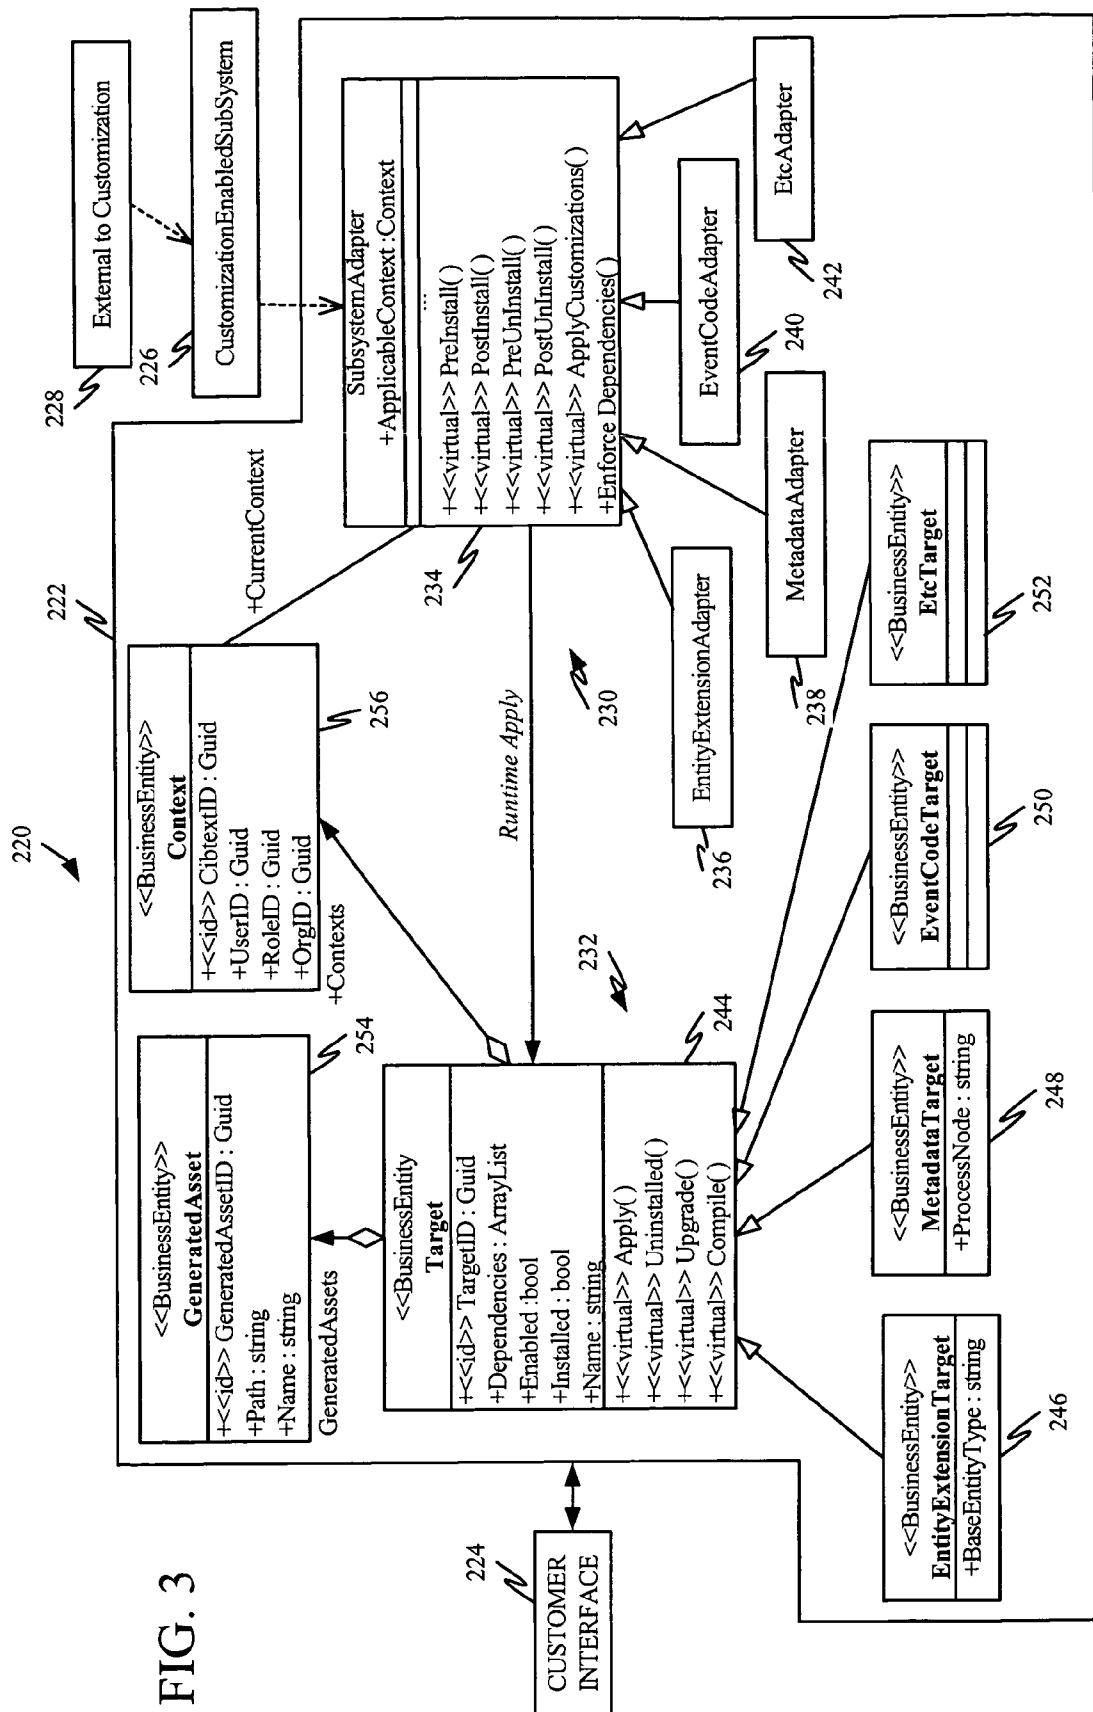 FIG. 3
220
222
224
CUSTOMER
INTERFACE
228
External to Customization
226
CustomizationEnabledSubSystem
<<BusinessEntity>>
GeneratedAsset
+<<id>> GeneratedAssetID : Guid
+Path : string
+Name : string
GeneratedAssets
254
<<BusinessEntity>>
Context
+<<id>> CibtextID : Guid
+UserID : Guid
+RoleID : Guid
+OrgID : Guid
+Contexts
256
+CurrentContext
SubsystemAdapter
+ApplicableContext :Context
...
+<<virtual>> PreInstall( )
+<<virtual>> PostInstall( )
+<<virtual>> PreUnInstall( )
+<<virtual>> PostUnInstall( )
+<<virtual>> ApplyCustomizations( )
+Enforce Dependencies( )
234
Runtime Apply
230
232
<<BusinessEntity
Target
+<<id>> TargetID : Guid
+Dependencies : ArrayList
+Enabled :bool
+Installed : bool
+Name : string
+<<virtual>> Apply( )
+<<virtual>> Uninstalled( )
+<<virtual>> Upgrade( )
+<<virtual>> Compile( )
244
EntityExtensionAdapter
236
MetadataAdapter
238
EventCodeAdapter
240
EtcAdapter
242
<<BusinessEntity>>
EntityExtensionTarget
+BaseEntityType : string
246
<<BusinessEntity>>
MetadataTarget
+ProcessNode : string
248
<<BusinessEntity>>
EventCodeTarget
250
<<BusinessEntity>>
EtcTarget
252